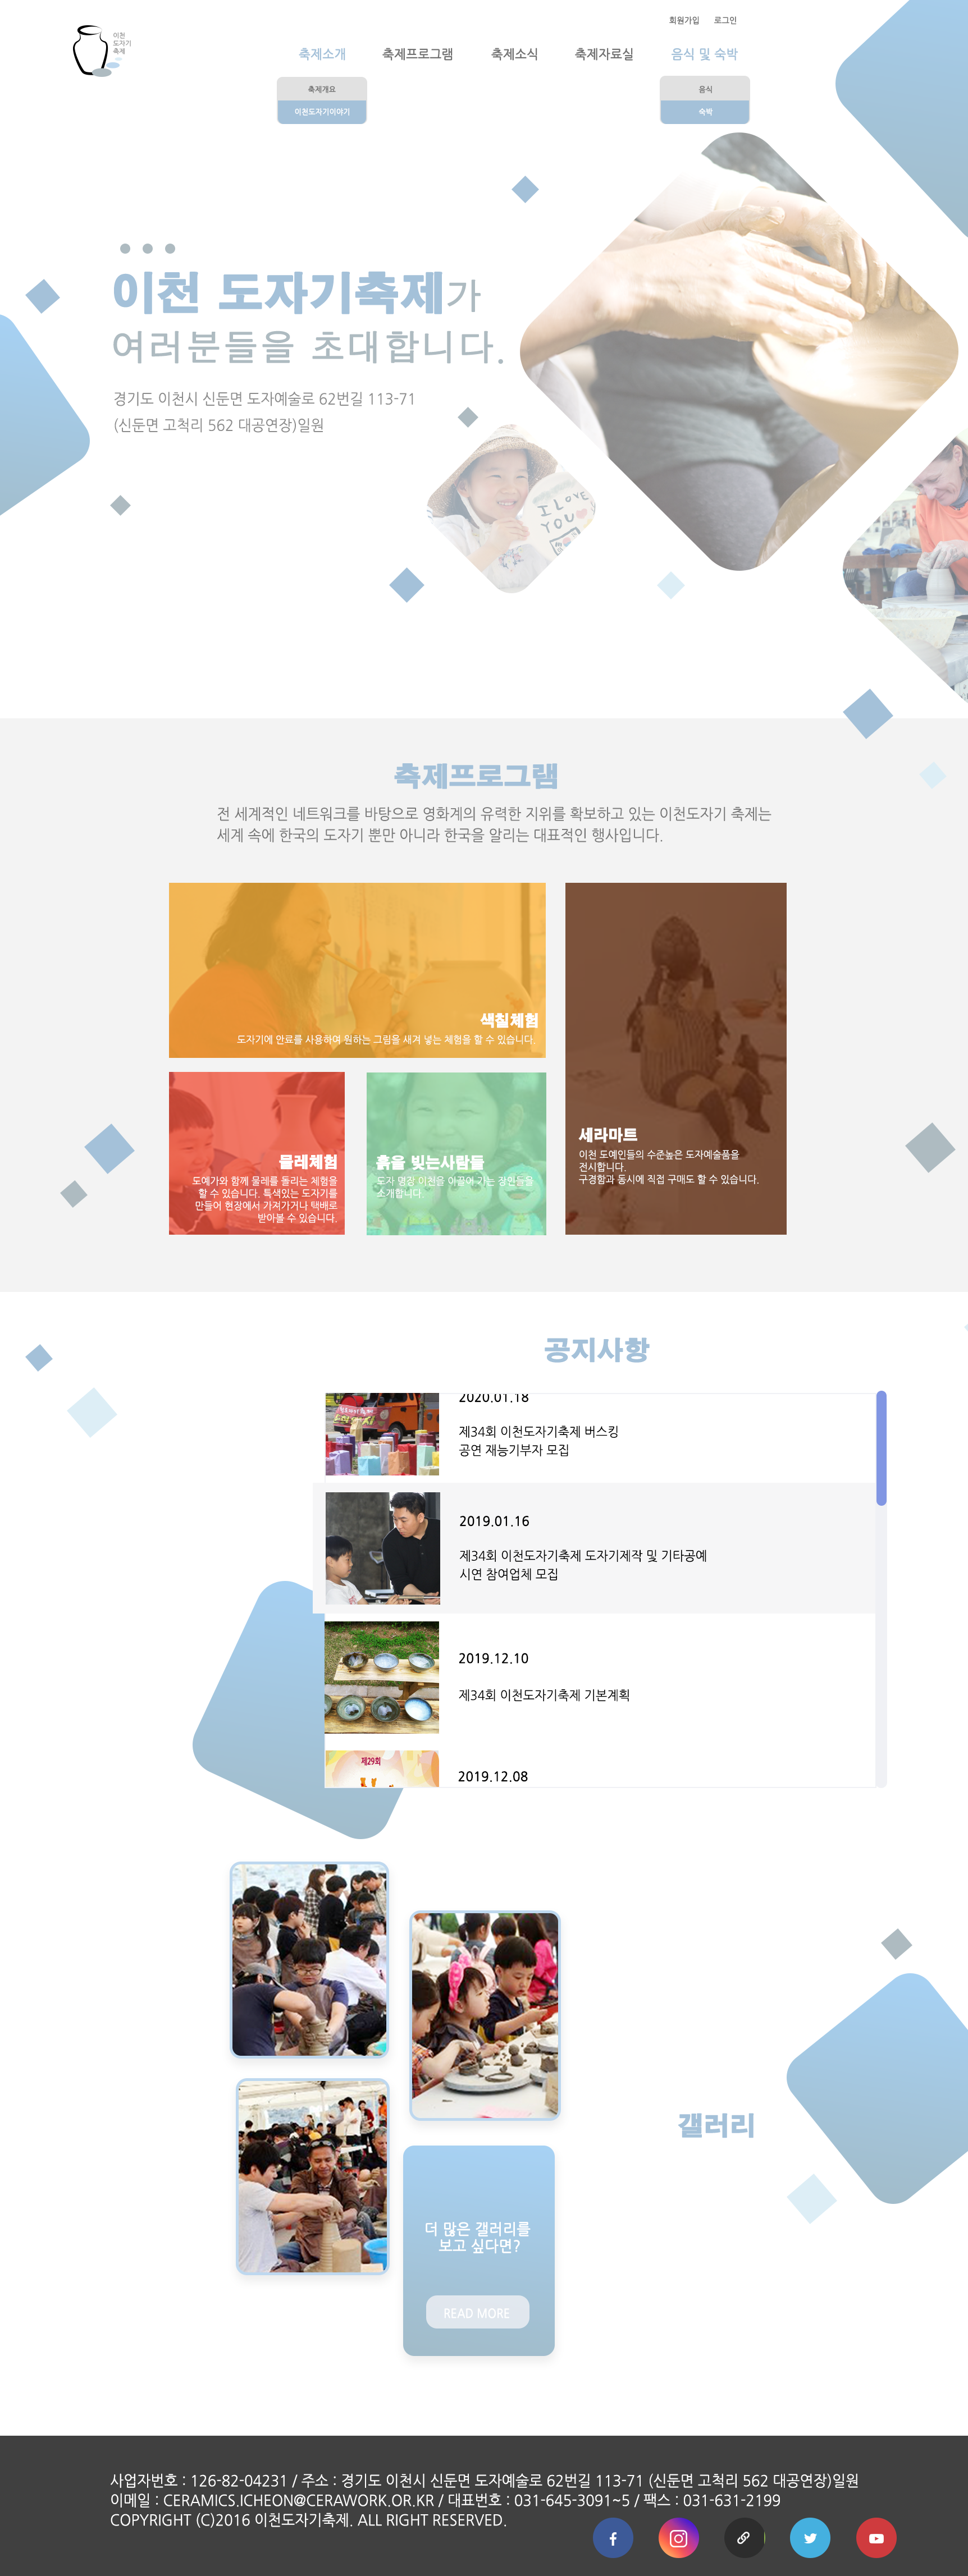 회원가입 로그인
이천
도자기
축제
축제소개 축제프로그램 축제소식 축제자료실 음식 및 숙박
축제개요
이천도자기이야기
음식
숙박
이천 도자기축제가
여러분들을 초대합니다.
경기도 이천시 신둔면 도자예술로 62번길 113-71
(신둔면 고척리 562 대공연장)일원
I LOVE
YOU
축제프로그램
전 세계적인 네트워크를 바탕으로 영화계의 유력한 지위를 확보하고 있는 이천도자기 축제는
세계 속에 한국의 도자기 뿐만 아니라 한국을 알리는 대표적인 행사입니다.
색칠체험
도자기에 안료를 사용하여 원하는 그림을 새겨 넣는 체험을 할 수 있습니다.
물레체험
도예가와 함께 물레를 돌리는 체험을
할 수 있습니다. 특색있는 도자기를
만들어 현장에서 가져가거나 택배로
받아볼 수 있습니다.
흙을 빚는사람들
도자 명장 이천을 이끌어 가는 장인들을
소개합니다.
세라마트
이천 도예인들의 수준높은 도자예술품을
전시합니다.
구경함과 동시에 직접 구매도 할 수 있습니다.
공지사항
2020.01.18
제34회 이천도자기축제 버스킹
공연 재능기부자 모집
2019.01.16
제34회 이천도자기축제 도자기제작 및 기타공예
시연 참여업체 모집
2019.12.10
제34회 이천도자기축제 기본계획
제29회
2019.12.08
갤러리
더 많은 갤러리를
보고 싶다면?
READ MORE
사업자번호 : 126-82-04231 / 주소 : 경기도 이천시 신둔면 도자예술로 62번길 113-71 (신둔면 고척리 562 대공연장)일원
이메일 : CERAMICS.ICHEON@CERAWORK.OR.KR / 대표번호 : 031-645-3091~5 / 팩스 : 031-631-2199
COPYRIGHT (C)2016 이천도자기축제. ALL RIGHT RESERVED.